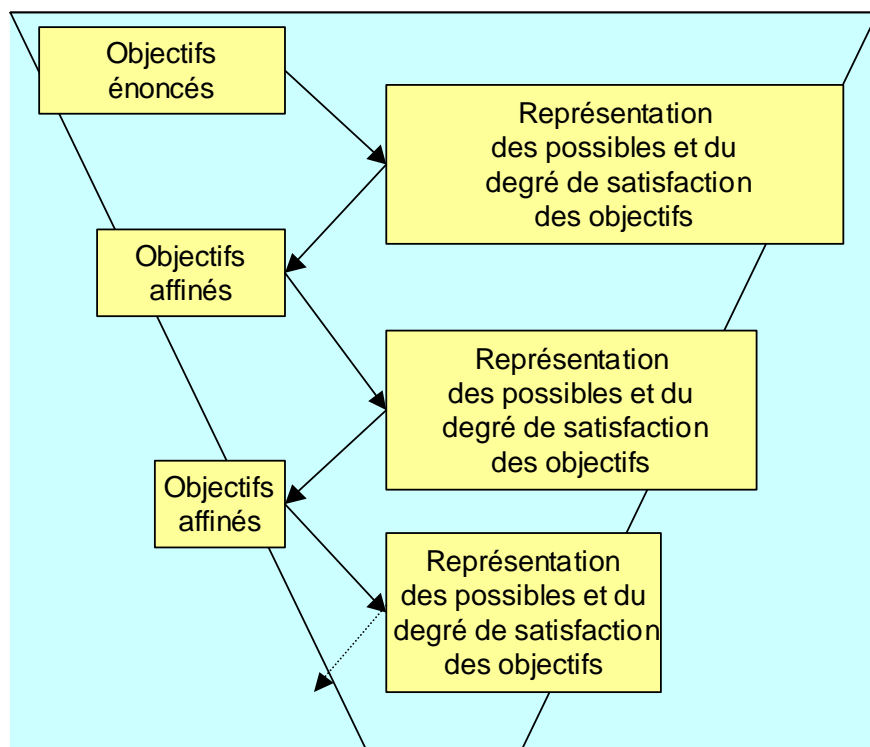 Objectifs
énoncés
Représentation
des possibles et du
degré de satisfaction
des objectifs
Objectifs
affinés
Représentation
des possibles et du
degré de satisfaction
des objectifs
Objectifs
affinés
Représentation
des possibles et du
degré de satisfaction
des objectifs